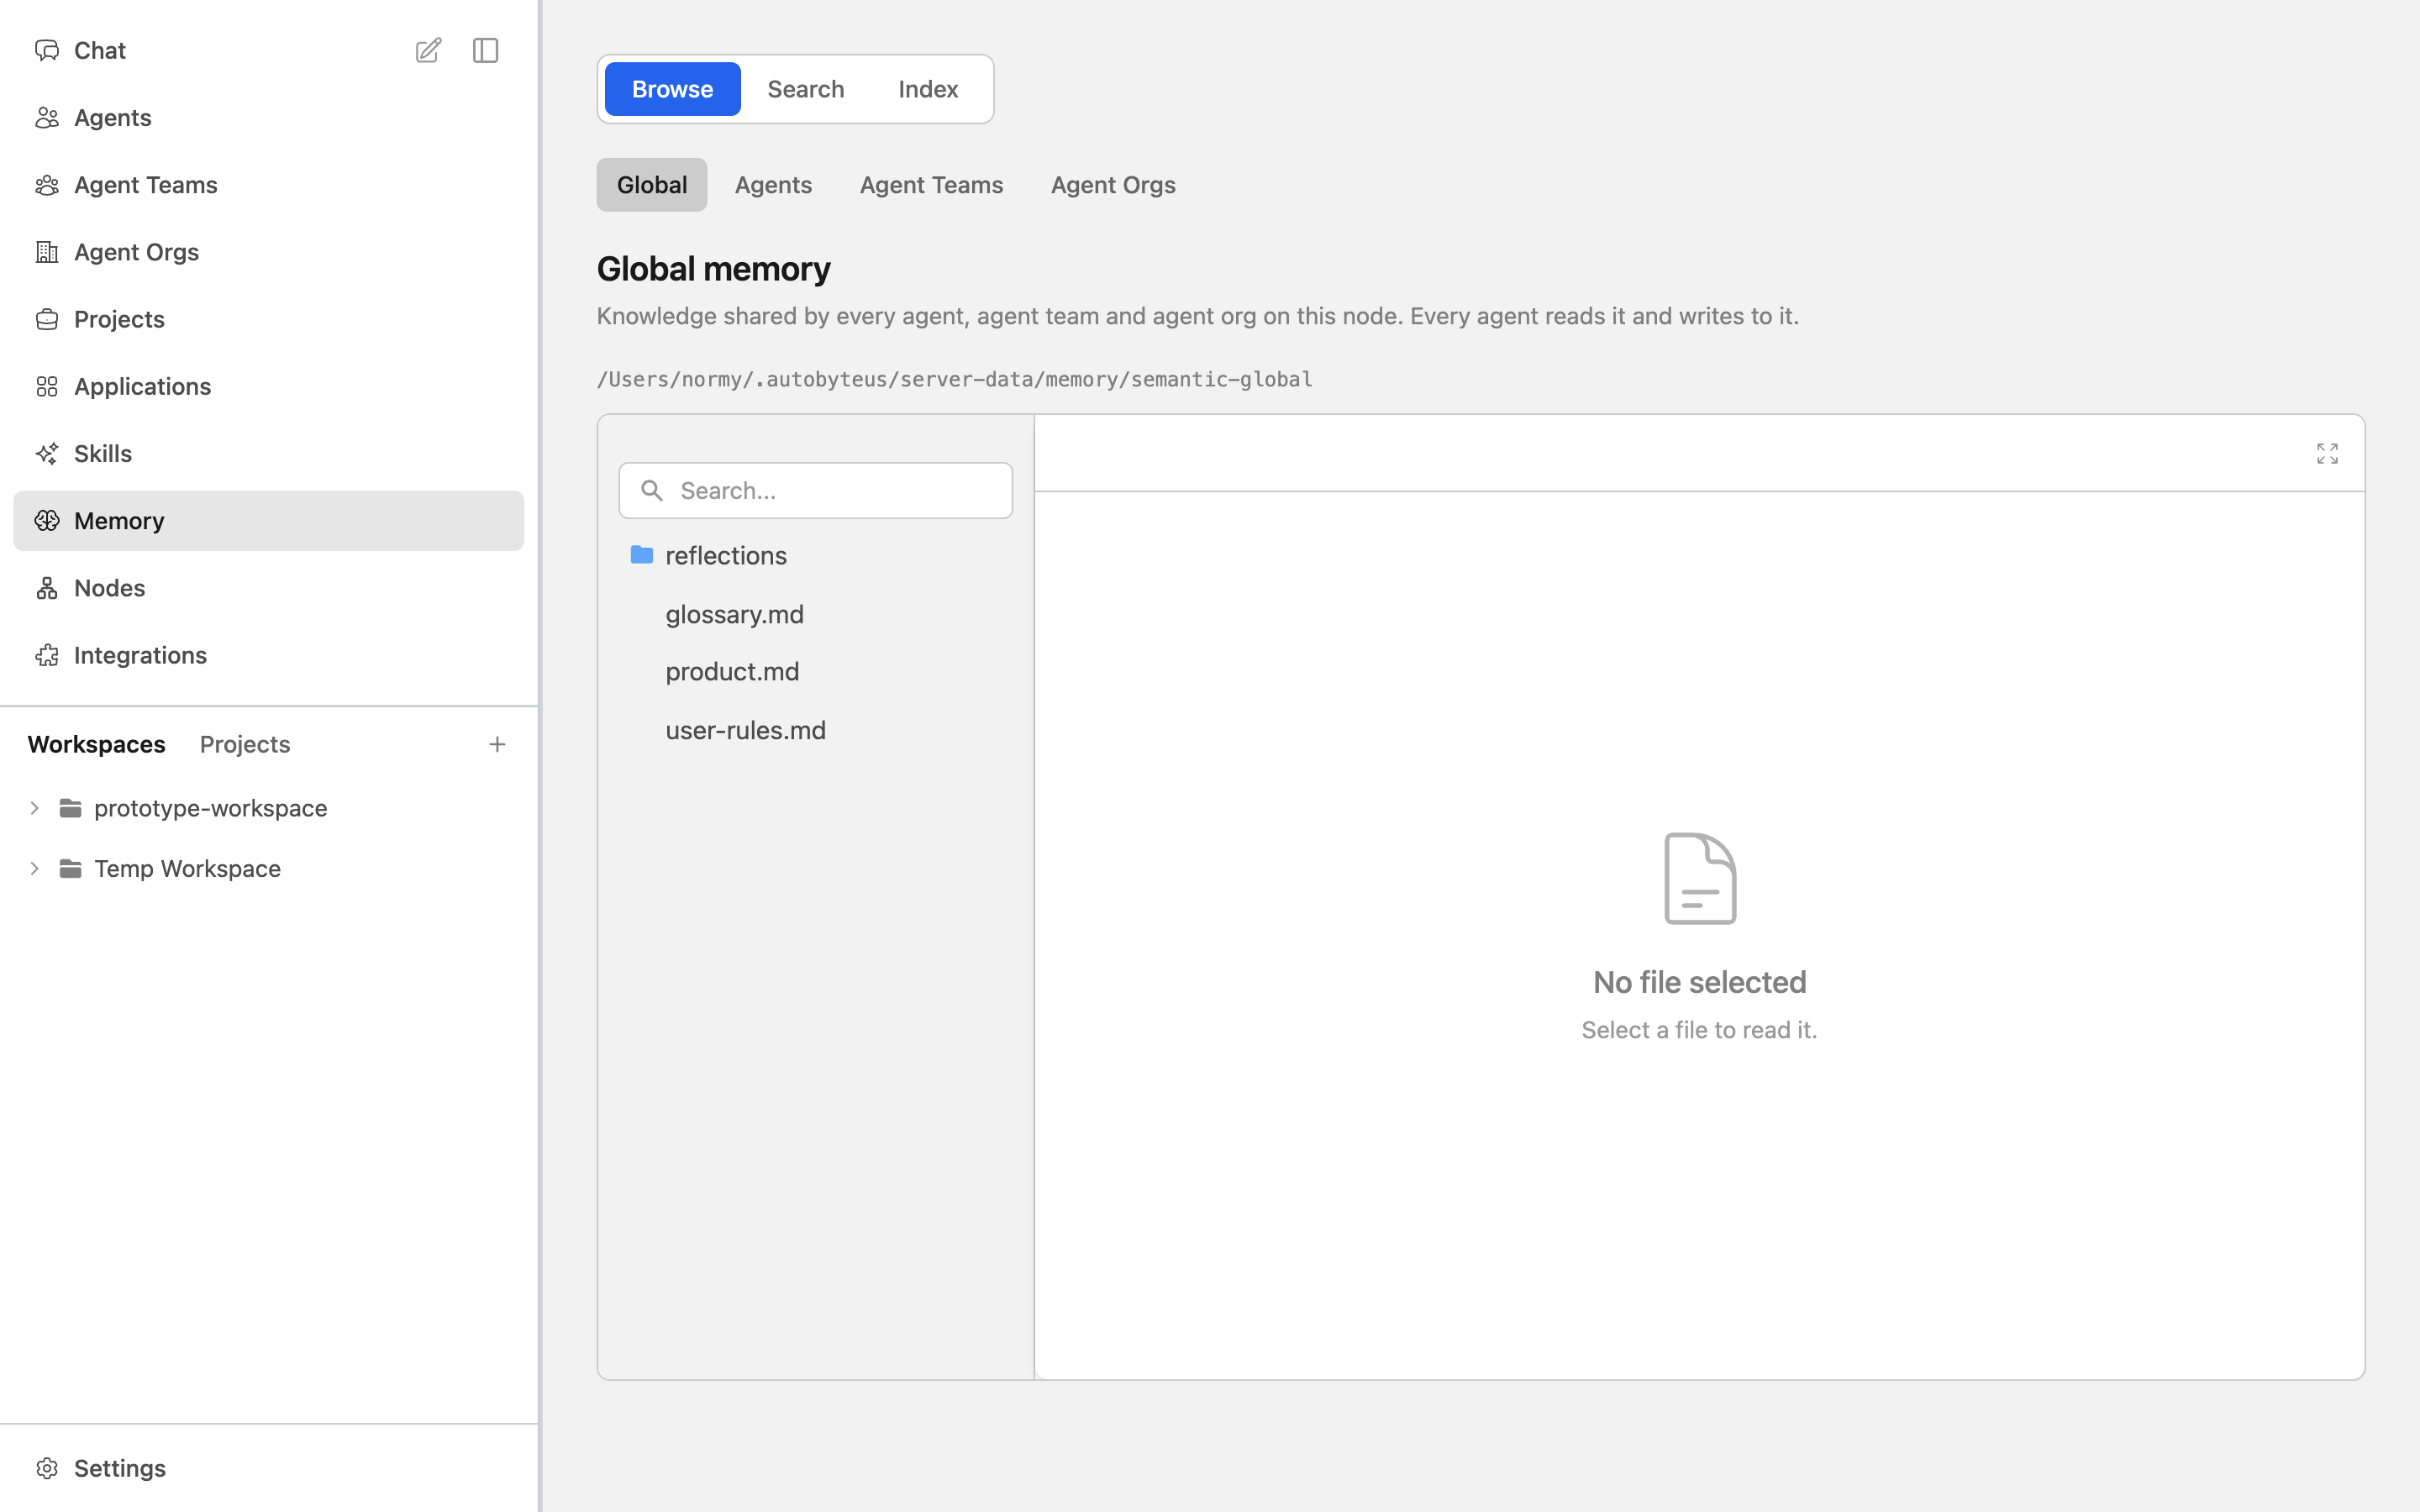 Chat
Agents
Agent Teams
Agent Orgs
Projects
Applications
Skills
Memory
Nodes
Integrations
Workspaces Projects
prototype-workspace
Temp Workspace
Settings
Browse Search Index
Global Agents Agent Teams Agent Orgs
Global memory
Knowledge shared by every agent, agent team and agent org on this node. Every agent reads it and writes to it.
/Users/normy/.autobyteus/server-data/memory/semantic-global
Search...
reflections
glossary.md
product.md
user-rules.md
No file selected
Select a file to read it.